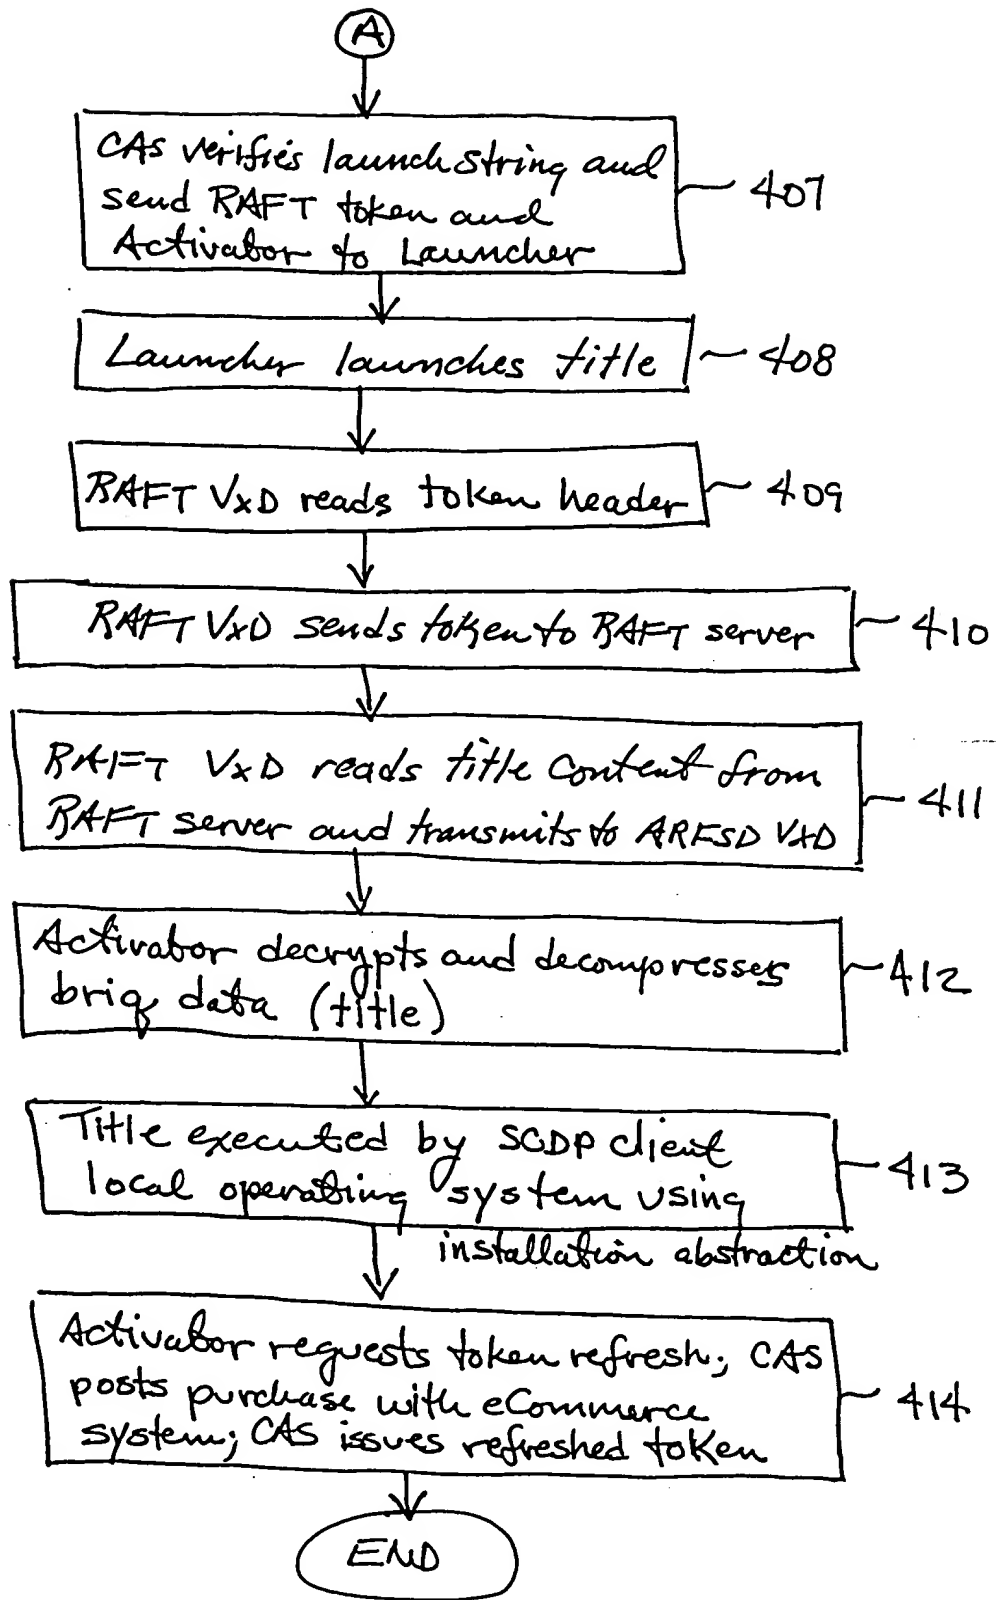 A
CAS verifies launch string and
send RAFT token and
Activator to Launcher
407
Launcher launches title
408
RAFT VxD reads token header
409
RAFT VxD sends token to RAFT server
410
RAFT VxD reads title content from
RAFT server and transmits to ARFSD VXD
411
Activator decrypts and decompresses
briq data (title)
412
Title executed by SCDP client
local operating system using
installation abstraction
413
Activator requests token refresh; CAS
posts purchase with eCommerce
system; CAS issues refreshed token
414
END